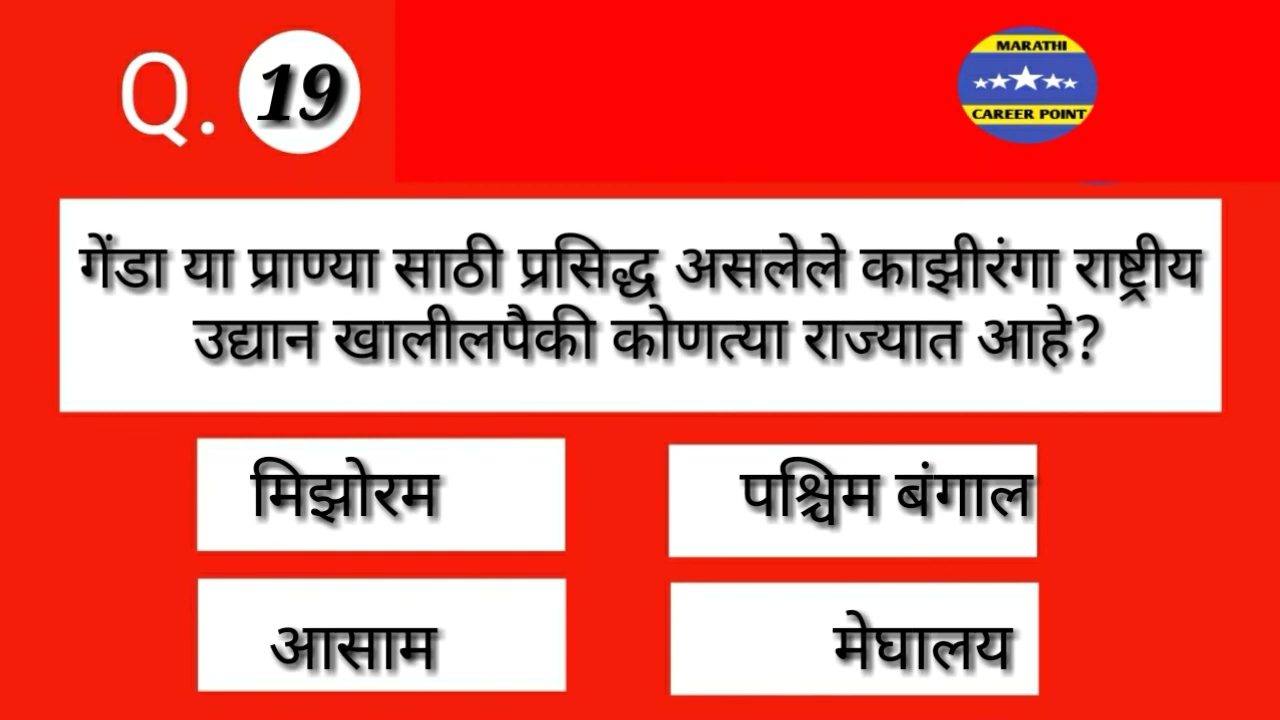 Q. 19
MARATHI
CAREER POINT
गेंडा या प्राण्या साठी प्रसिद्ध असलेले काझीरंगा राष्ट्रीय
उद्यान खालीलपैकी कोणत्या राज्यात आहे?
मिझोरम
पश्चिम बंगाल
आसाम
मेघालय